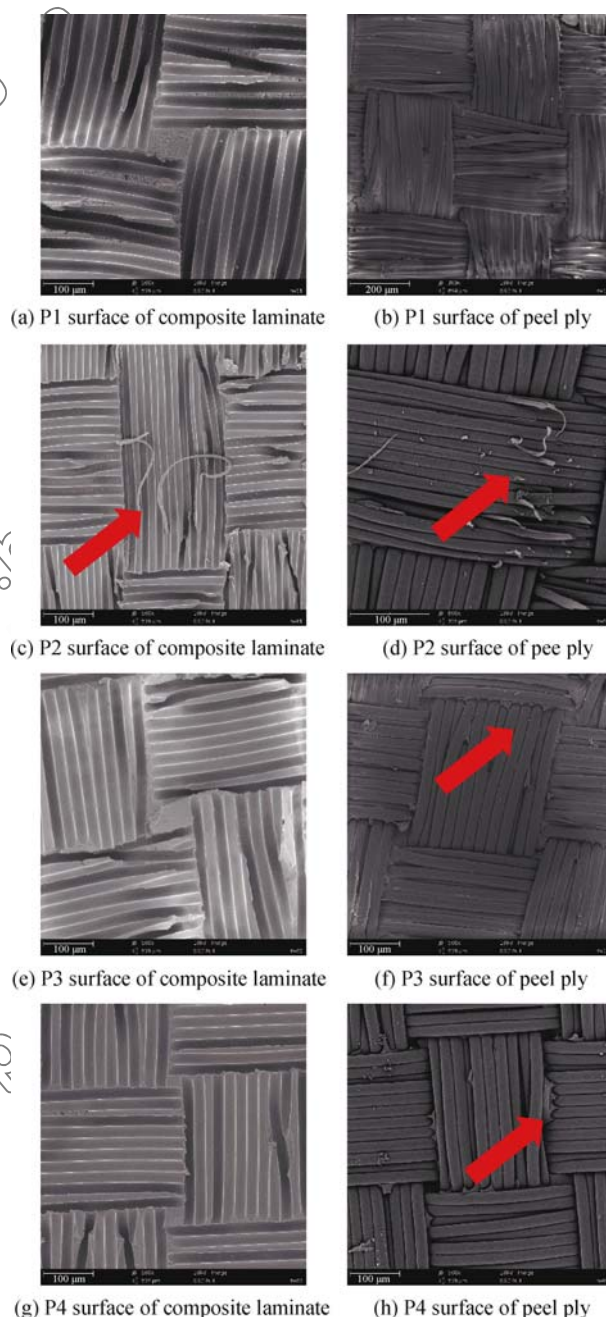 100 μm
200 μm
(a) P1 surface of composite laminate
(b) P1 surface of peel ply
100 μm
100 μm
(c) P2 surface of composite laminate
(d) P2 surface of pee ply
100 μm
100 μm
(e) P3 surface of composite laminate
(f) P3 surface of peel ply
100 μm
100 μm
(g) P4 surface of composite laminate
(h) P4 surface of peel ply